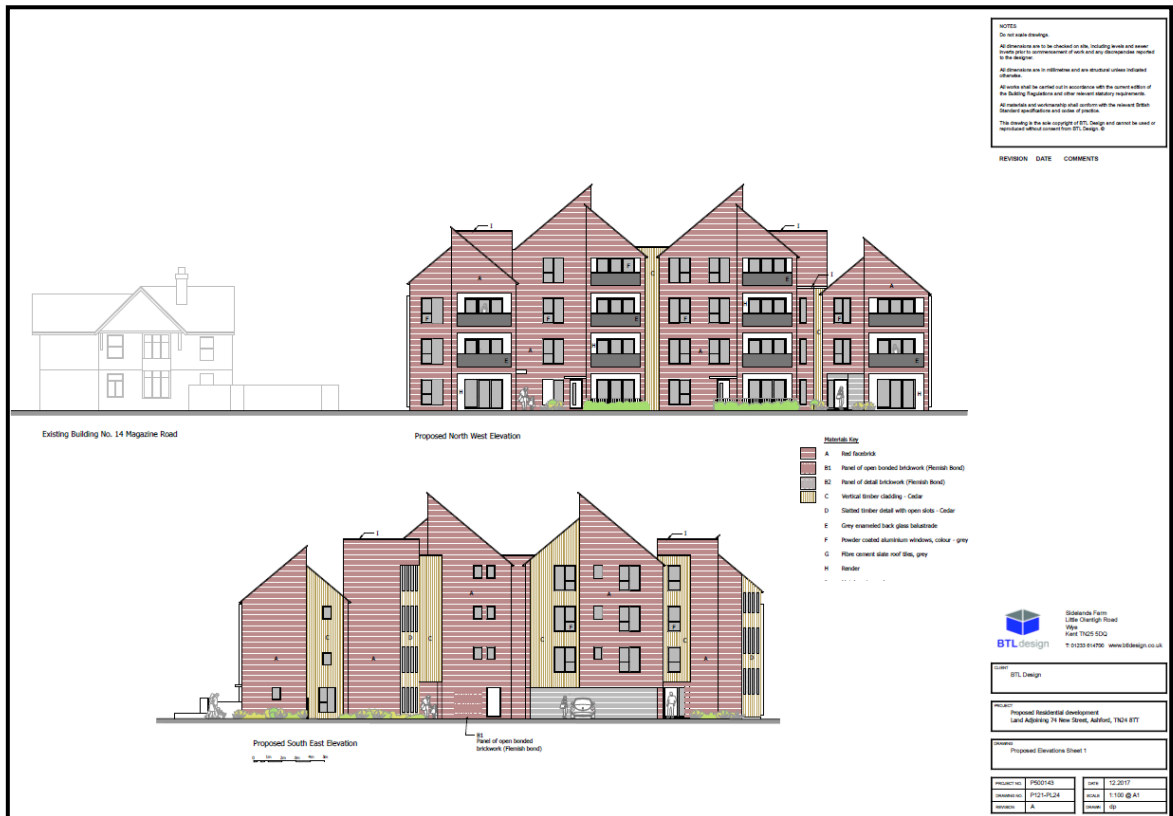 NOTES
Do not scale drawings.
All dimensions are to be checked on site, including levels and sewer
inverts prior to commencement of work and any discrepancies reported
to the designer.
All dimensions are in millimetres and are structural unless indicated
otherwise.
All works shall be carried out in accordance with the current edition of
the Building Regulations and other relevant statutory requirements.
All materials and workmanship shall conform with the relevant British
Standard specifications and codes of practice.
This drawing is the sole copyright of BTL Design and cannot be used or
reproduced without consent from BTL Design. ©
REVISION DATE COMMENTS
Existing Building No. 14 Magazine Road
Proposed North West Elevation
Materials Key
A Red facebrick
B1 Panel of open bonded brickwork (Flemish Bond)
B2 Panel of detail brickwork (Flemish Bond)
C Vertical timber cladding - Cedar
D Slatted timber detail with open slots - Cedar
E Grey enameled back glass balustrade
F Powder coated aluminium windows, colour - grey
G Fibre cement slate roof tiles, grey
H Render
Proposed South East Elevation
B1
Panel of open bonded
brickwork (Flemish bond)
BTLdesign
Sidelands Farm
Little Olantigh Road
Wye
Kent TN25 5DQ
T: 01233 814700 www.btldesign.co.uk
CLIENT
BTL Design
PROJECT
Proposed Residential development
Land Adjoining 74 New Street, Ashford, TN24 8TT
DRAWING
Proposed Elevations Sheet 1
PROJECT NO. P500143 DATE 12.2017
DRAWING NO. P121-PL24 SCALE 1:100 @ A1
REVISION A DRAWN dp